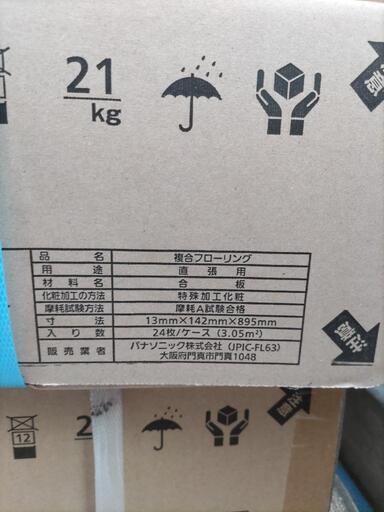 21
kg
品 名 複合フローリング
用 途 直張用
材 料 名 合板
化粧加工の方法 特殊加工化粧
摩耗試験方法 摩耗A試験合格
寸 法 13mm×142mm×895mm
入 り 数 24枚/ケース (3.05m²)
販 売 業 者 パナソニック株式会社 (JPIC-FL63)
大阪府門真市門真1048
12
2